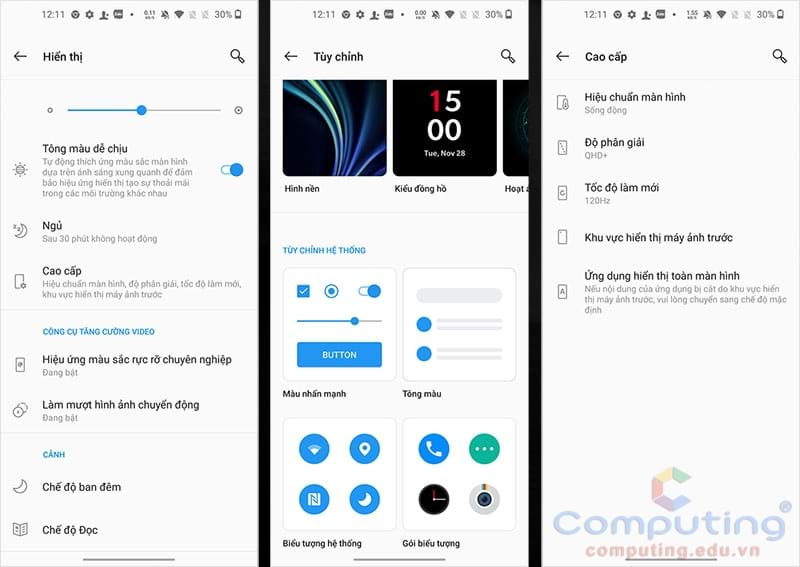 12:11
0.11
KB/S
30%
Hiển thị
Tông màu dễ chịu
Tự động thích ứng màu sắc màn hình
dựa trên ánh sáng xung quanh để đảm
bảo hiệu ứng hiển thị tạo sự thoải mái
trong các môi trường khác nhau
Ngủ
Sau 30 phút không hoạt động
Cao cấp
Hiệu chuẩn màn hình, độ phân giải, tốc độ làm mới,
khu vực hiển thị máy ảnh trước
CÔNG CỤ TĂNG CƯỜNG VIDEO
Hiệu ứng màu sắc rực rỡ chuyên nghiệp
Đang bật
Làm mượt hình ảnh chuyển động
Đang bật
CẢNH
Chế độ ban đêm
Chế độ Đọc
12:11
0.00
KB/S
30%
Tùy chỉnh
15
00
Tue, Nov 28
Hình nền
Kiểu đồng hồ
Hoạt ả
TÙY CHỈNH HỆ THỐNG
BUTTON
Màu nhấn mạnh
Tông màu
Biểu tượng hệ thống
Gói biểu tượng
12:11
1.55
KB/S
30%
Cao cấp
Hiệu chuẩn màn hình
Sống động
Độ phân giải
QHD+
Tốc độ làm mới
120Hz
Khu vực hiển thị máy ảnh trước
Ứng dụng hiển thị toàn màn hình
Nếu nội dung của ứng dụng bị cắt do khu vực hiển
thị máy ảnh trước, vui lòng chuyển sang chế độ mặc
định
Computing®
computing.edu.vn